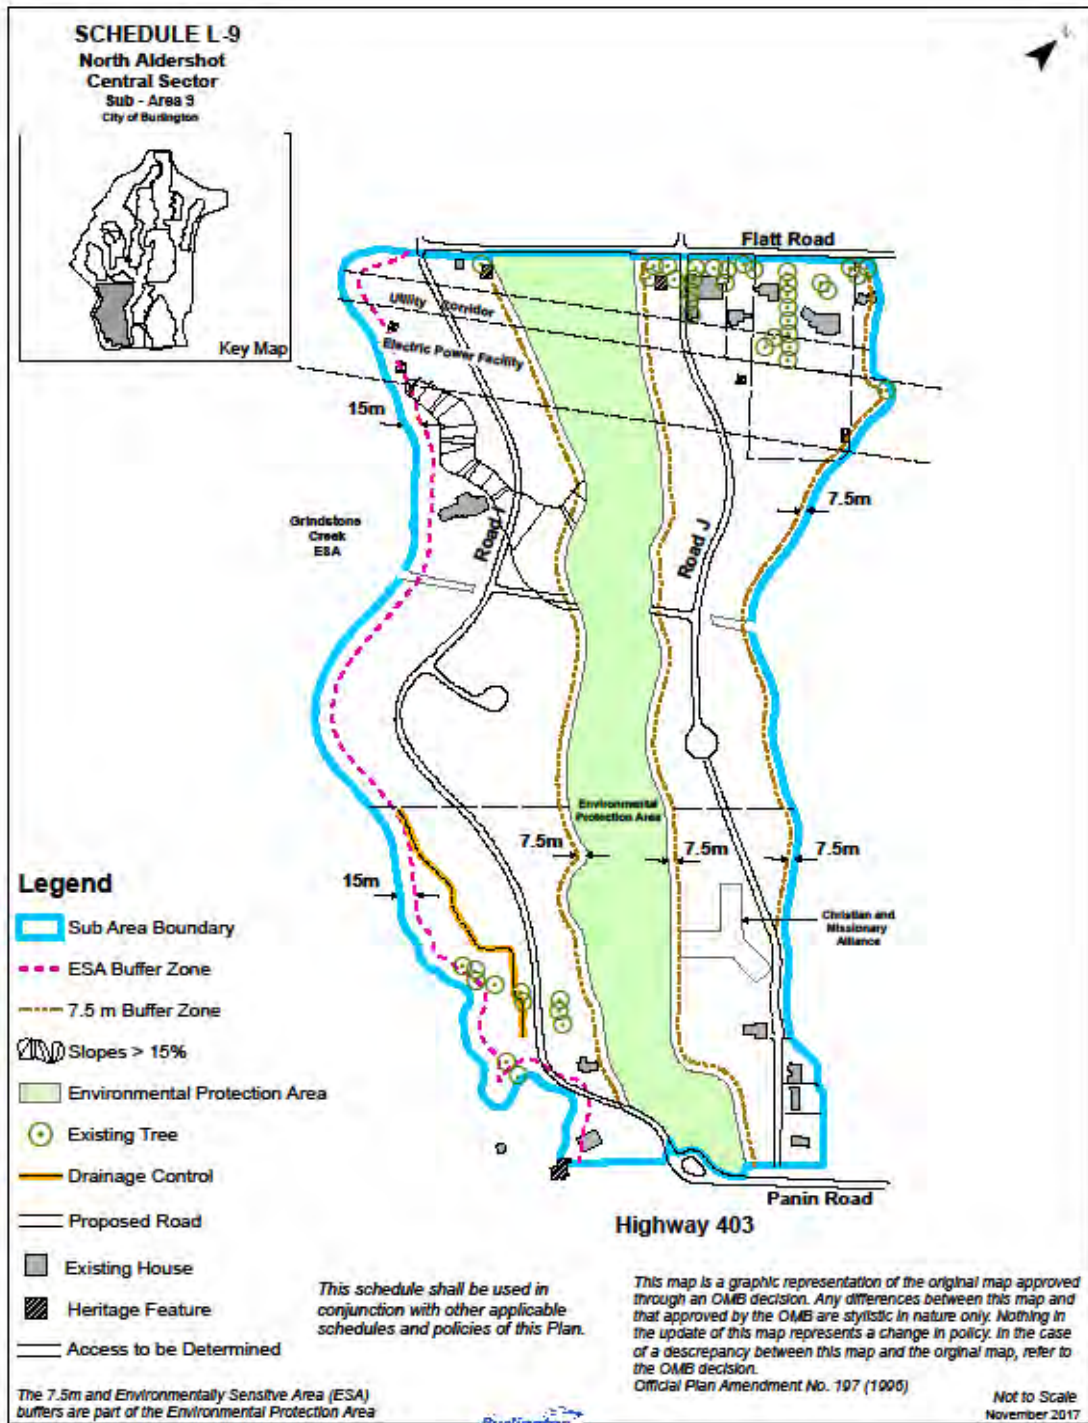 SCHEDULE L-9
North Aldershot
Central Sector
Sub - Area 9
City of Burlington
Key Map
Flatt Road
Utility corridor
Electric Power Facility
15m
7.5m
Grindstone
Creek
ESA
Road I
Road J
Environmental
Protection Area
7.5m
7.5m
7.5m
15m
Christian and
Missionary
Alliance
Legend
Sub Area Boundary
ESA Buffer Zone
7.5 m Buffer Zone
Slopes > 15%
Environmental Protection Area
Existing Tree
Drainage Control
Proposed Road
Existing House
Heritage Feature
Access to be Determined
Panin Road
Highway 403
This schedule shall be used in
conjunction with other applicable
schedules and policies of this Plan.
This map is a graphic representation of the original map approved
through an OMB decision. Any differences between this map and
that approved by the OMB are stylistic in nature only. Nothing in
the update of this map represents a change in policy. In the case
of a descrepancy between this map and the orginal map, refer to
the OMB decision.
Official Plan Amendment No. 197 (1996)
The 7.5m and Environmentally Sensitve Area (ESA)
buffers are part of the Environmental Protection Area
Burlington
Not to Scale
November 2017